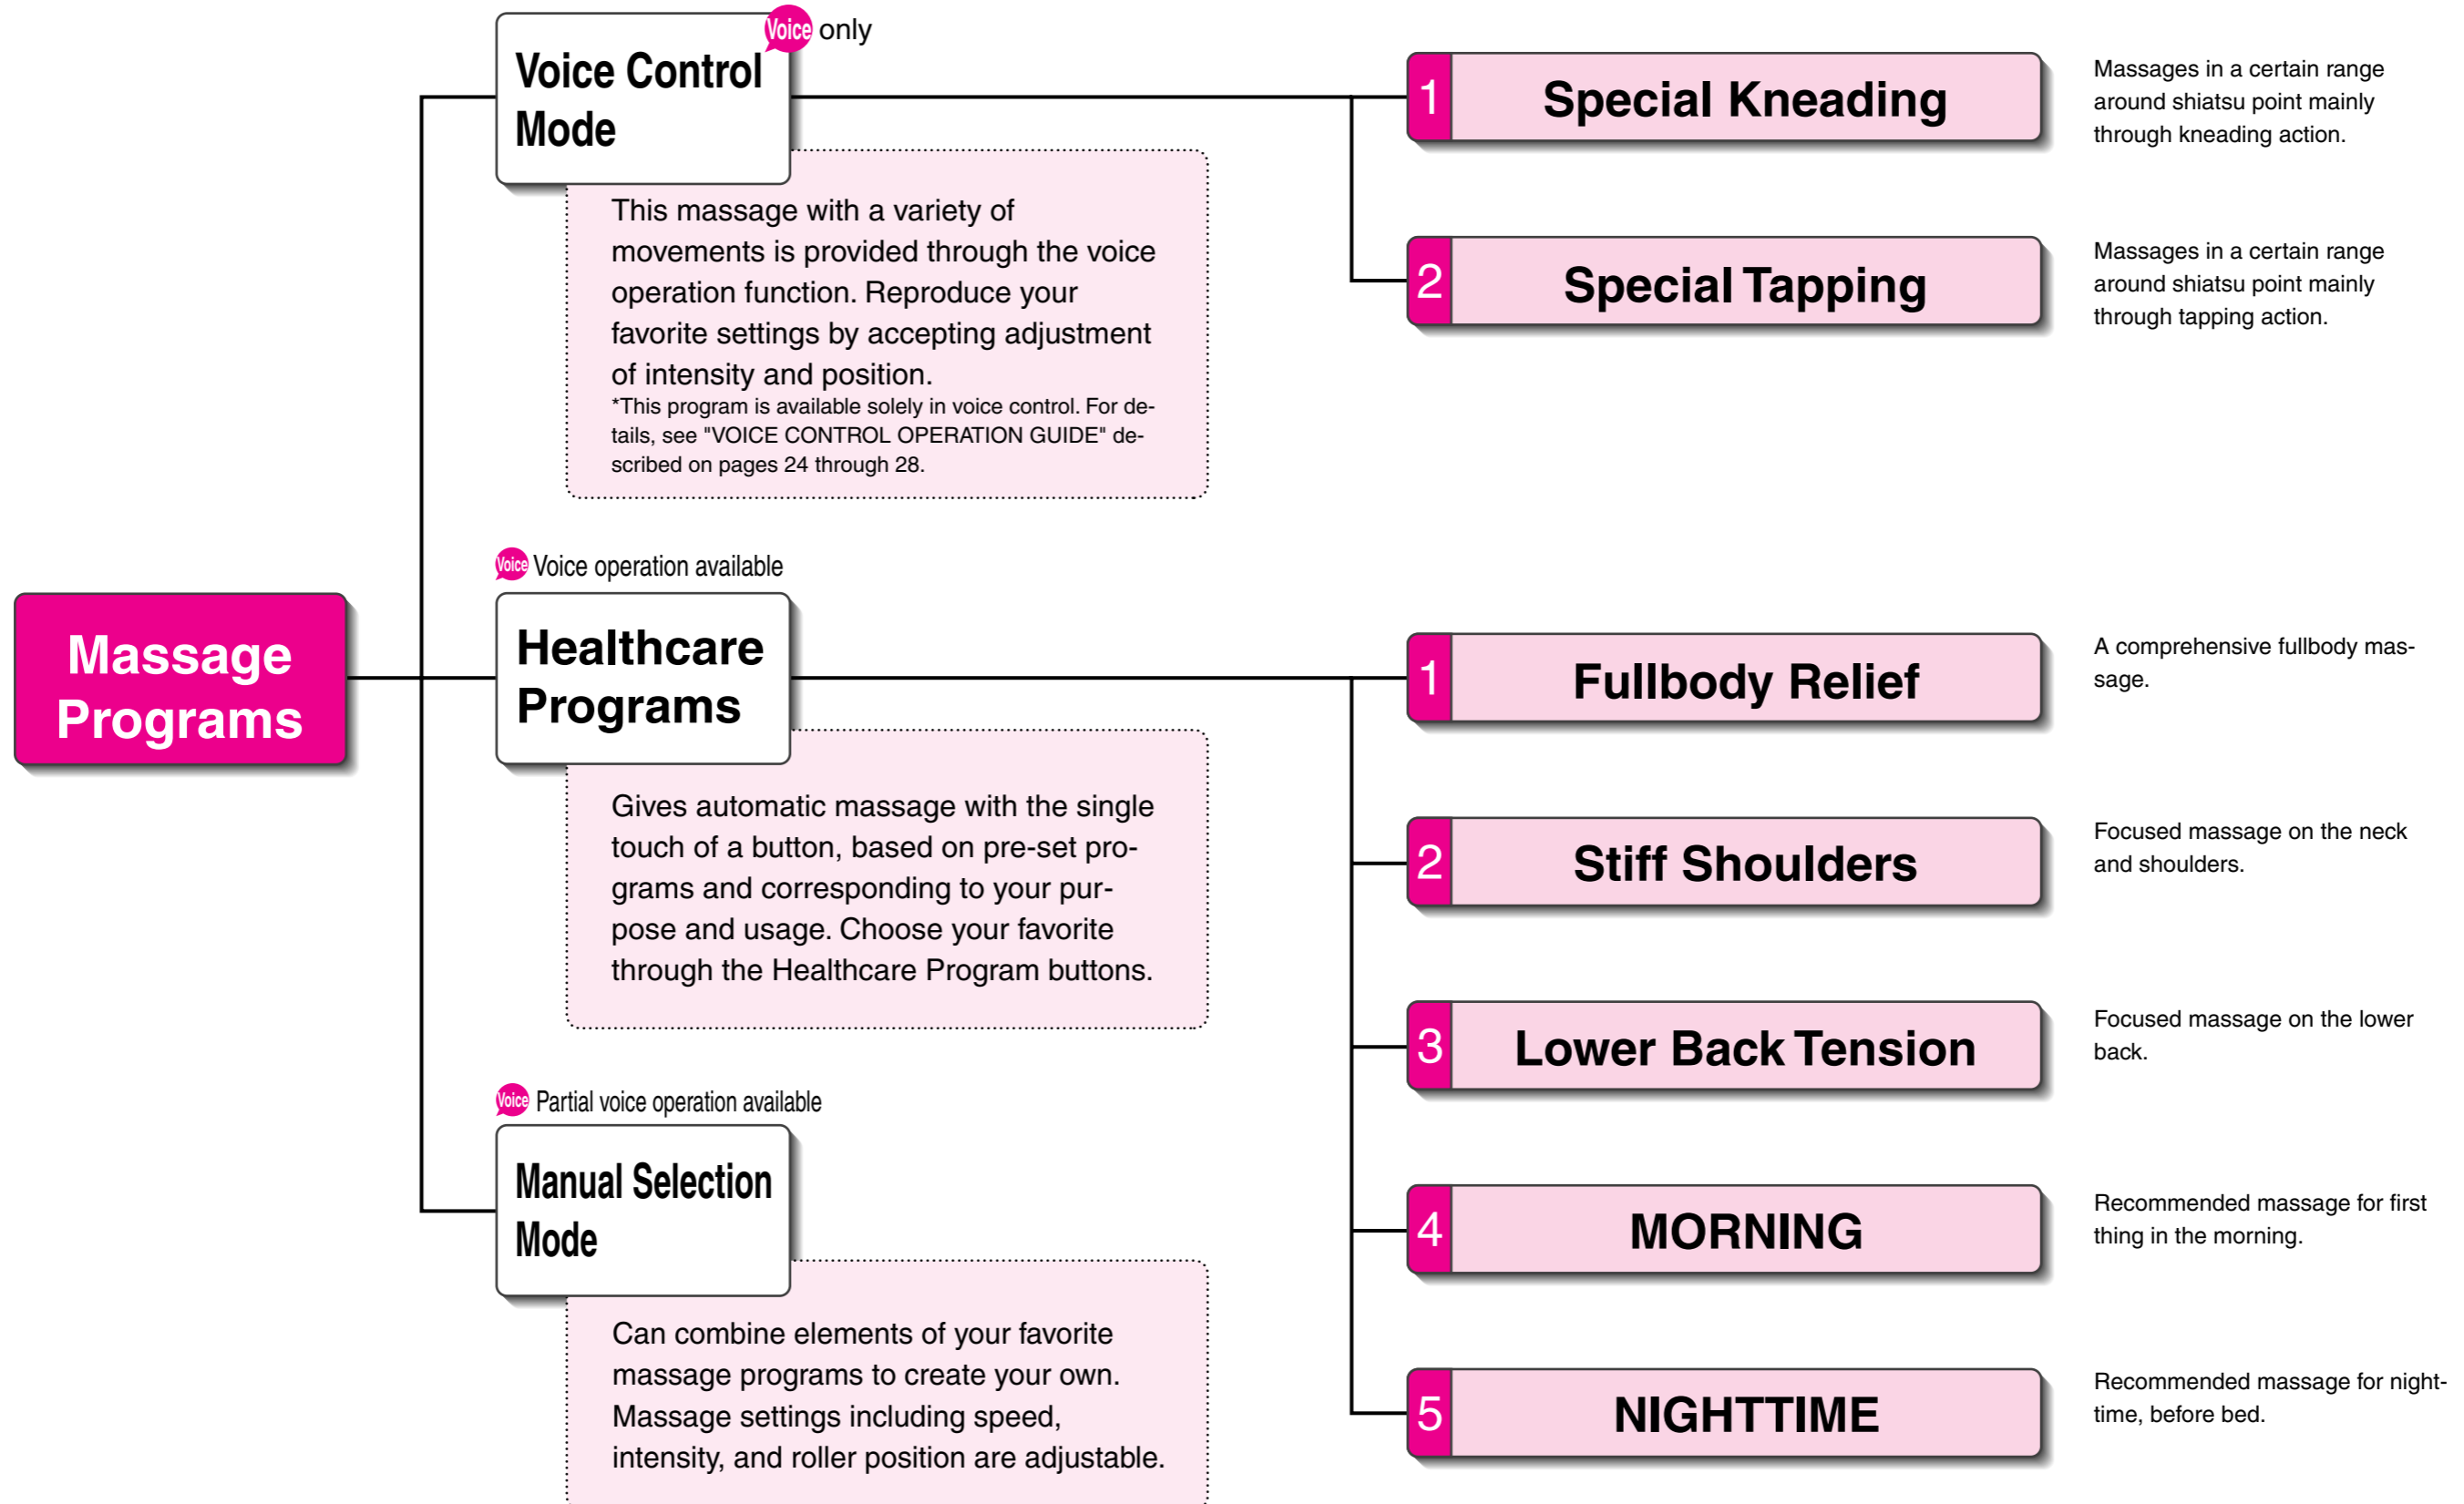 Massage
Programs
Voice Control
Mode
Voice only
This massage with a variety of
movements is provided through the voice
operation function. Reproduce your
favorite settings by accepting adjustment
of intensity and position.
*This program is available solely in voice control. For de-
tails, see "VOICE CONTROL OPERATION GUIDE" de-
scribed on pages 24 through 28.
1 Special Kneading
Massages in a certain range
around shiatsu point mainly
through kneading action.
2 Special Tapping
Massages in a certain range
around shiatsu point mainly
through tapping action.
Voice Voice operation available
Healthcare
Programs
Gives automatic massage with the single
touch of a button, based on pre-set pro-
grams and corresponding to your pur-
pose and usage. Choose your favorite
through the Healthcare Program buttons.
1 Fullbody Relief
A comprehensive fullbody mas-
sage.
2 Stiff Shoulders
Focused massage on the neck
and shoulders.
3 Lower Back Tension
Focused massage on the lower
back.
4 MORNING
Recommended massage for first
thing in the morning.
5 NIGHTTIME
Recommended massage for night-
time, before bed.
Voice Partial voice operation available
Manual Selection
Mode
Can combine elements of your favorite
massage programs to create your own.
Massage settings including speed,
intensity, and roller position are adjustable.